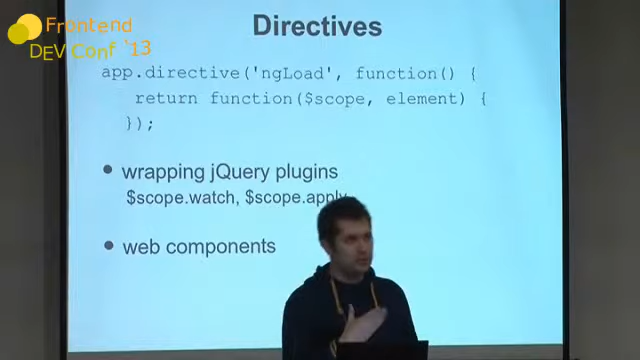 Frontend
DEV Conf '13
Directives
app.directive('ngLoad', function() {
return function($scope, element) {
});
• wrapping jQuery plugins
$scope.watch, $scope.apply
• web components